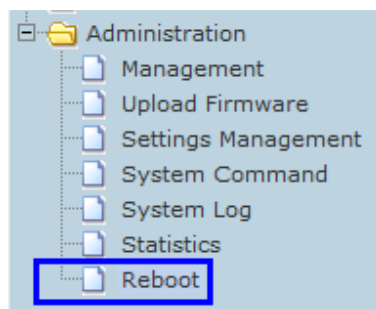 Administration
Management
Upload Firmware
Settings Management
System Command
System Log
Statistics
Reboot